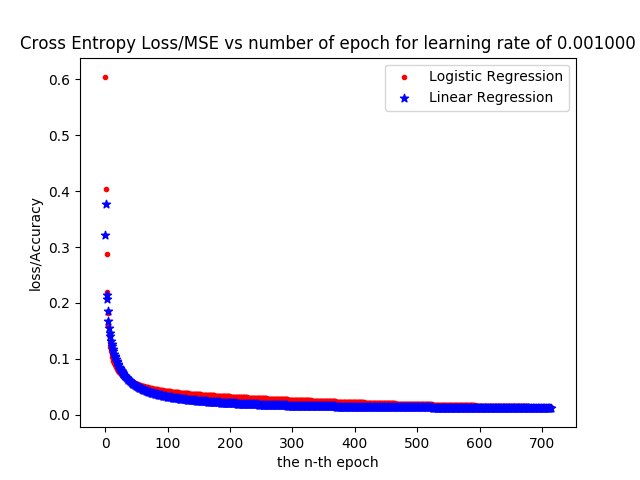 Cross Entropy Loss/MSE vs number of epoch for learning rate of 0.001000
Logistic Regression
Linear Regression
loss/Accuracy
0.6
0.5
0.4
0.3
0.2
0.1
0.0
0 100 200 300 400 500 600 700
the n-th epoch